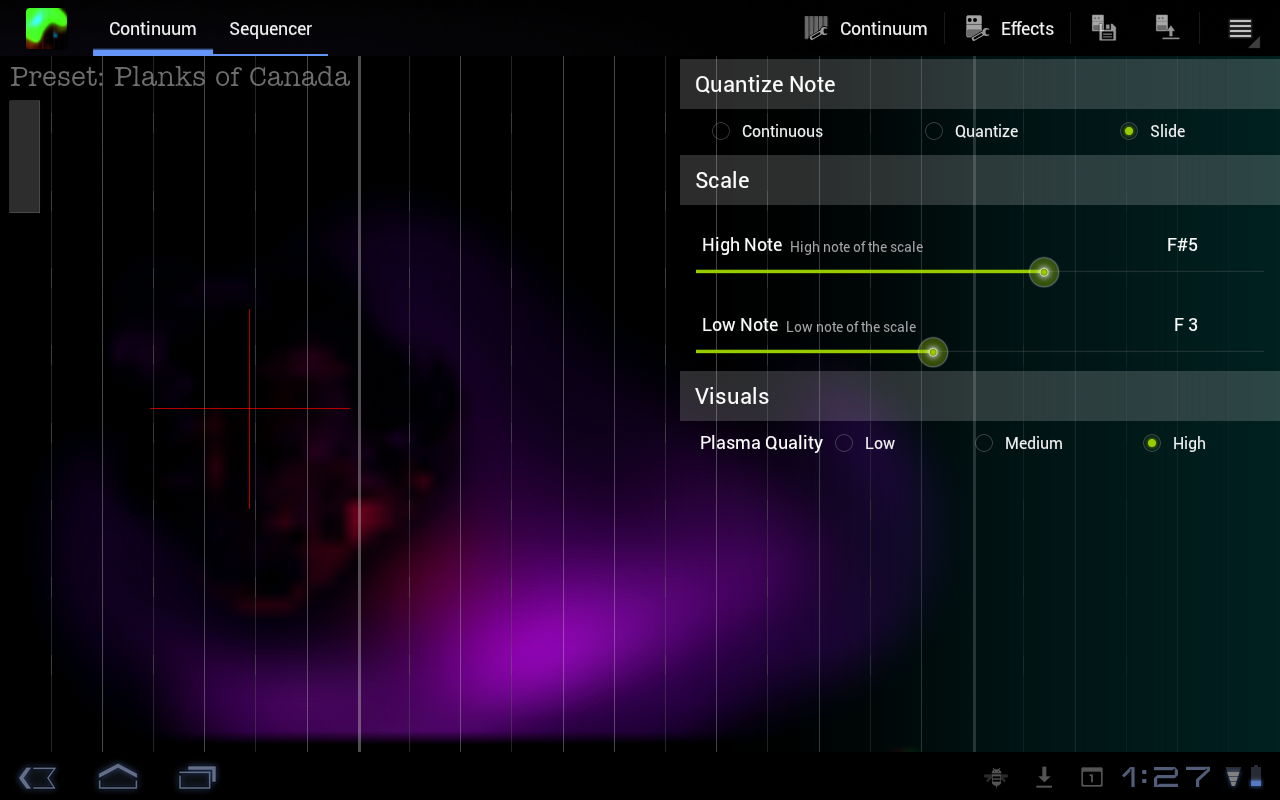 Continuum Sequencer Continuum Effects
Preset: Planks of Canada
Quantize Note
Continuous Quantize Slide
Scale
High Note High note of the scale F#5
Low Note Low note of the scale F 3
Visuals
Plasma Quality Low Medium High
1 1:27